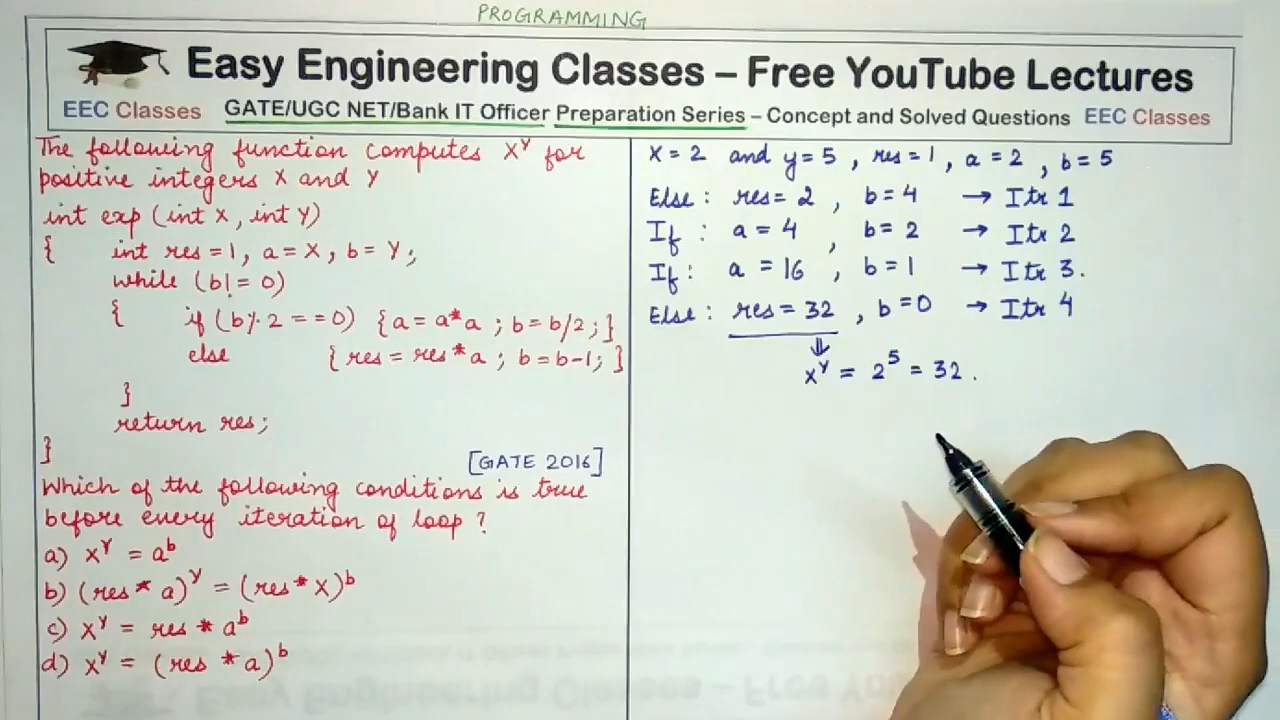 PROGRAMMING
Easy Engineering Classes – Free YouTube Lectures
EEC Classes GATE/UGC NET/Bank IT Officer Preparation Series – Concept and Solved Questions EEC Classes
The following function computes X^Y for
positive integers X and Y
int exp (int X, int Y)
{ int res=1, a=X, b=Y;
while (b!=0)
{ if (b%2==0) {a=a*a; b=b/2;}
else {res=res*a; b=b-1;}
}
return res;
}
[GATE 2016]
Which of the following conditions is true
before every iteration of loop?
a) X^Y = a^b
b) (res * a)^Y = (res * X)^b
c) X^Y = res * a^b
d) X^Y = (res * a)^b
X=2 and y=5, res=1, a=2, b=5
Else: res=2, b=4 → Itr 1
If: a=4, b=2 → Itr 2
If: a=16, b=1 → Itr 3.
Else: res=32, b=0 → Itr 4
⇓
X^Y = 2^5 = 32.